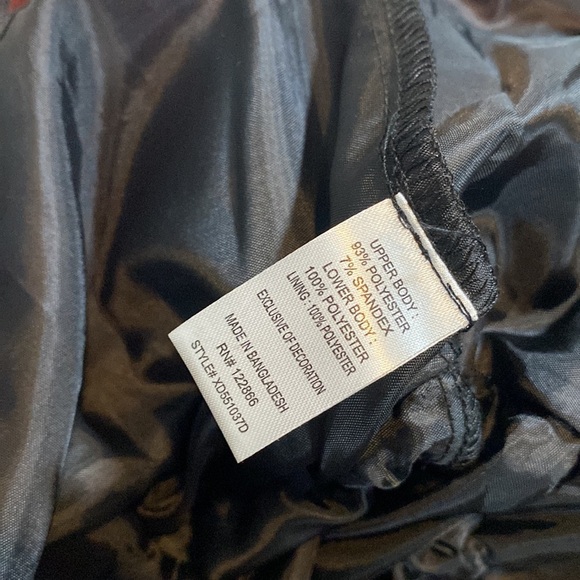 UPPER BODY :
93% POLYESTER
7% SPANDEX
LOWER BODY :
100% POLYESTER
LINING - 100% POLYESTER
EXCLUSIVE OF DECORATION
MADE IN BANGLADESH
RN# 122866
STYLE# XD551037D